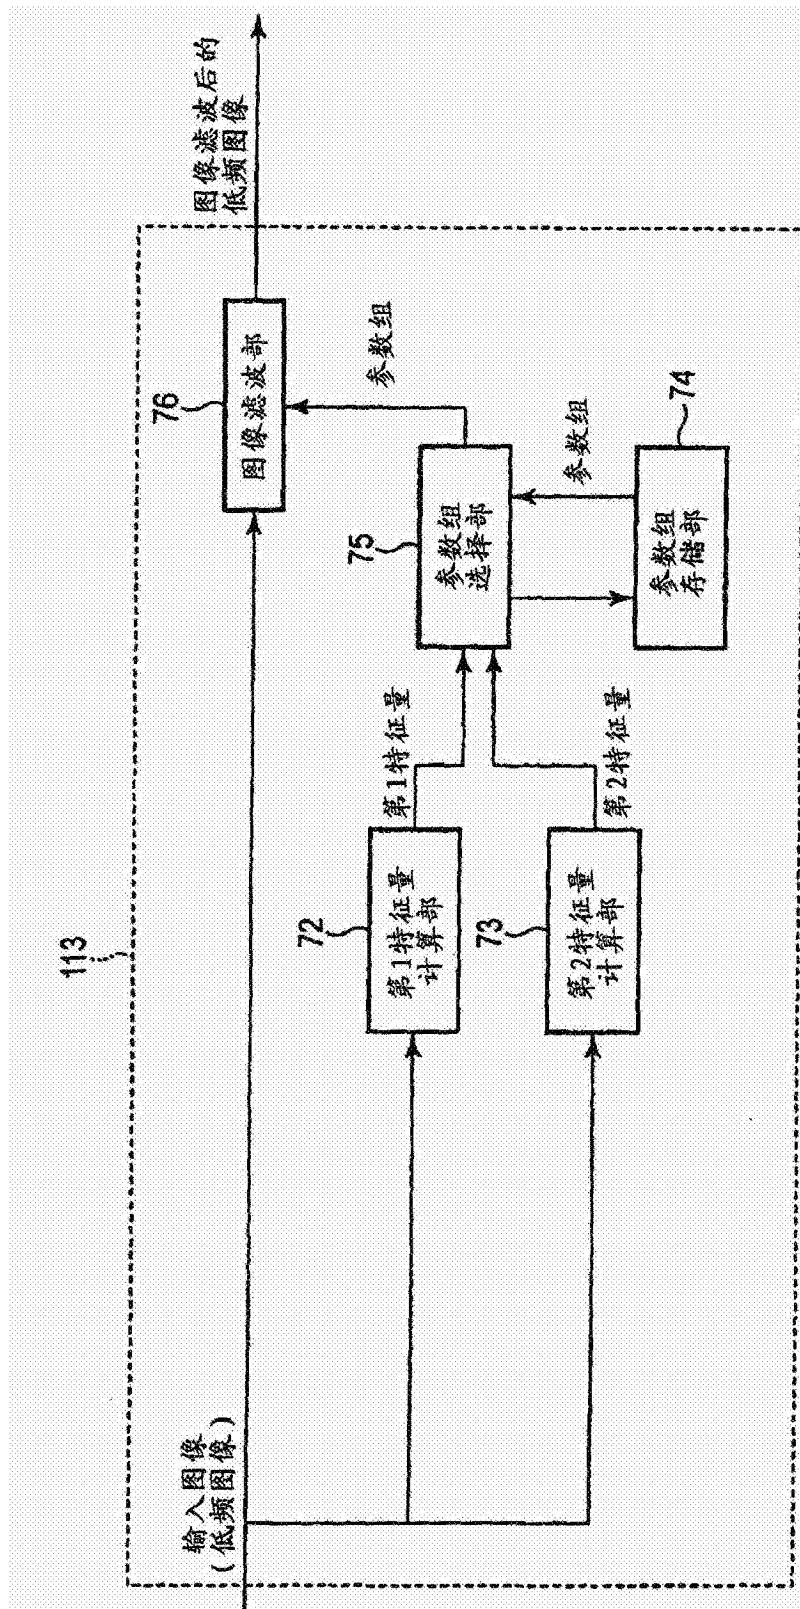 113
输入图像
(低频图像)
72
第1特征量
计算部
第1特征量
73
第2特征量
计算部
第2特征量
75
参数组
选择部
参数组
74
参数组
存储部
参数组
76
图像滤波部
图像滤波后的
低频图像